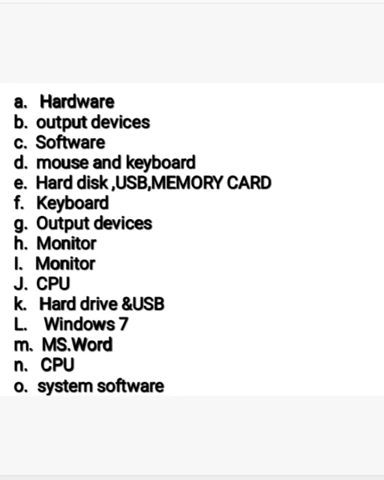 a. Hardware
b. output devices
c. Software
d. mouse and keyboard
e. Hard disk ,USB,MEMORY CARD
f. Keyboard
g. Output devices
h. Monitor
I. Monitor
J. CPU
k. Hard drive &USB
L. Windows 7
m. MS.Word
n. CPU
o. system software